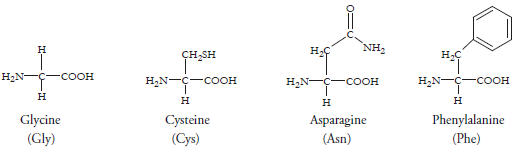 H
H₂N—C—COOH
H
Glycine
(Gly)
CH₂SH
H₂N—C—COOH
H
Cysteine
(Cys)
O
C
H₂C NH₂
H₂N—C—COOH
H
Asparagine
(Asn)
H₂C
H₂N—C—COOH
H
Phenylalanine
(Phe)